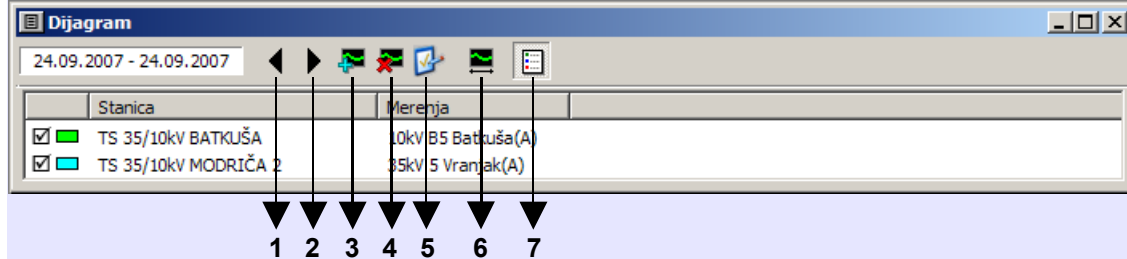 Dijagram
24.09.2007 - 24.09.2007
Stanica Merenja
TS 35/10kV BATKUŠA 10kV B5 Batkuša(A)
TS 35/10kV MODRIČA 2 35kV 5 Vranjak(A)
1 2 3 4 5 6 7